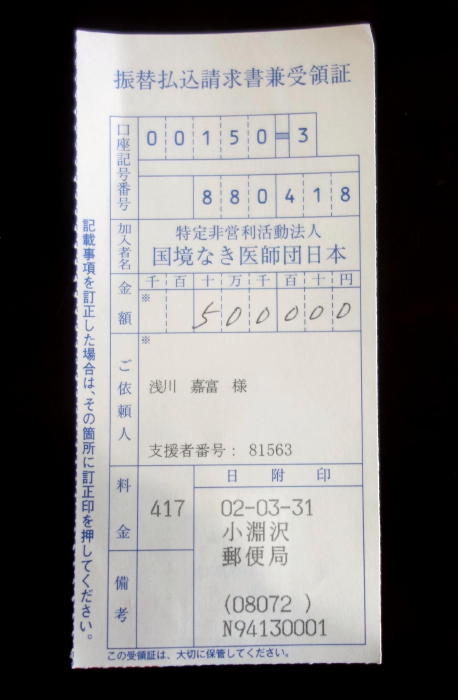 振替払込請求書兼受領証
口座記号番号
00150=3
880418
加入者名
特定非営利活動法人
国境なき医師団日本
金額
千百十万千百十円
※
500000
ご依頼人
※
浅川 嘉富 様
支援者番号: 81563
料金
417
日附印
02-03-31
小淵沢
郵便局
(08072 )
N94130001
備考
この受領証は、大切に保管してください。
記載事項を訂正した場合は、その箇所に訂正印を押してください。